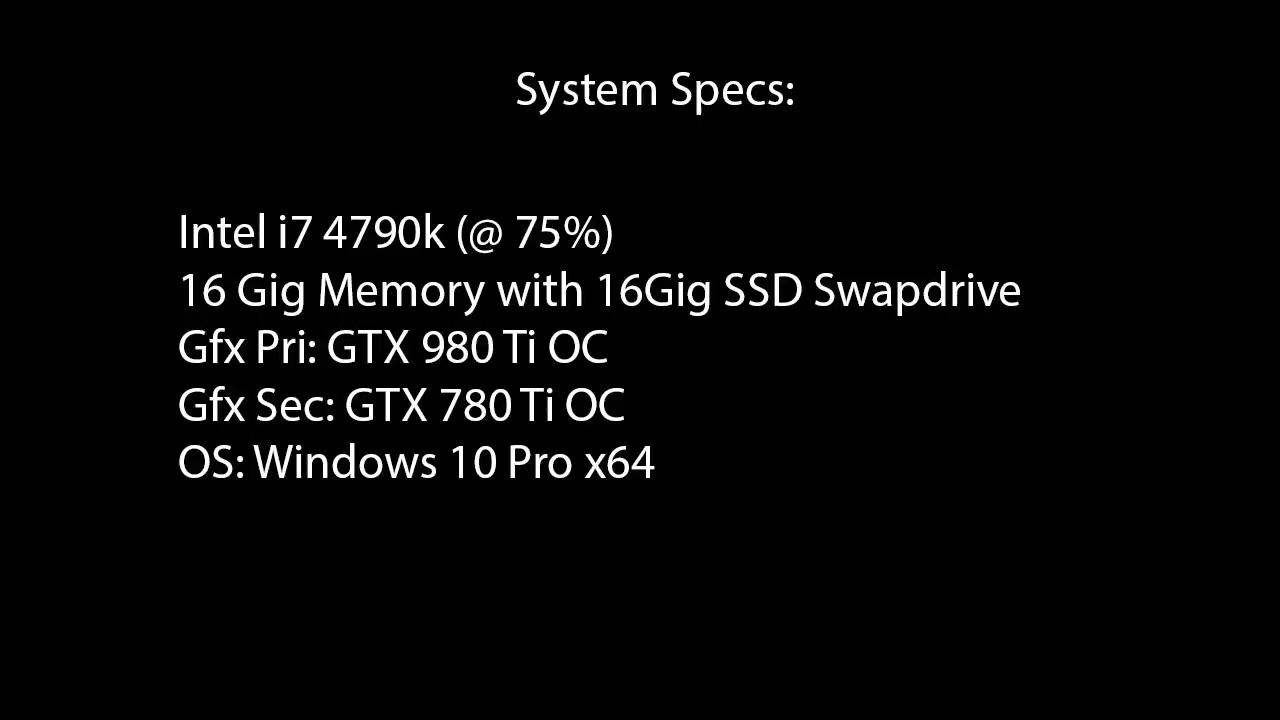 System Specs:
Intel i7 4790k (@ 75%)
16 Gig Memory with 16Gig SSD Swapdrive
Gfx Pri: GTX 980 Ti OC
Gfx Sec: GTX 780 Ti OC
OS: Windows 10 Pro x64